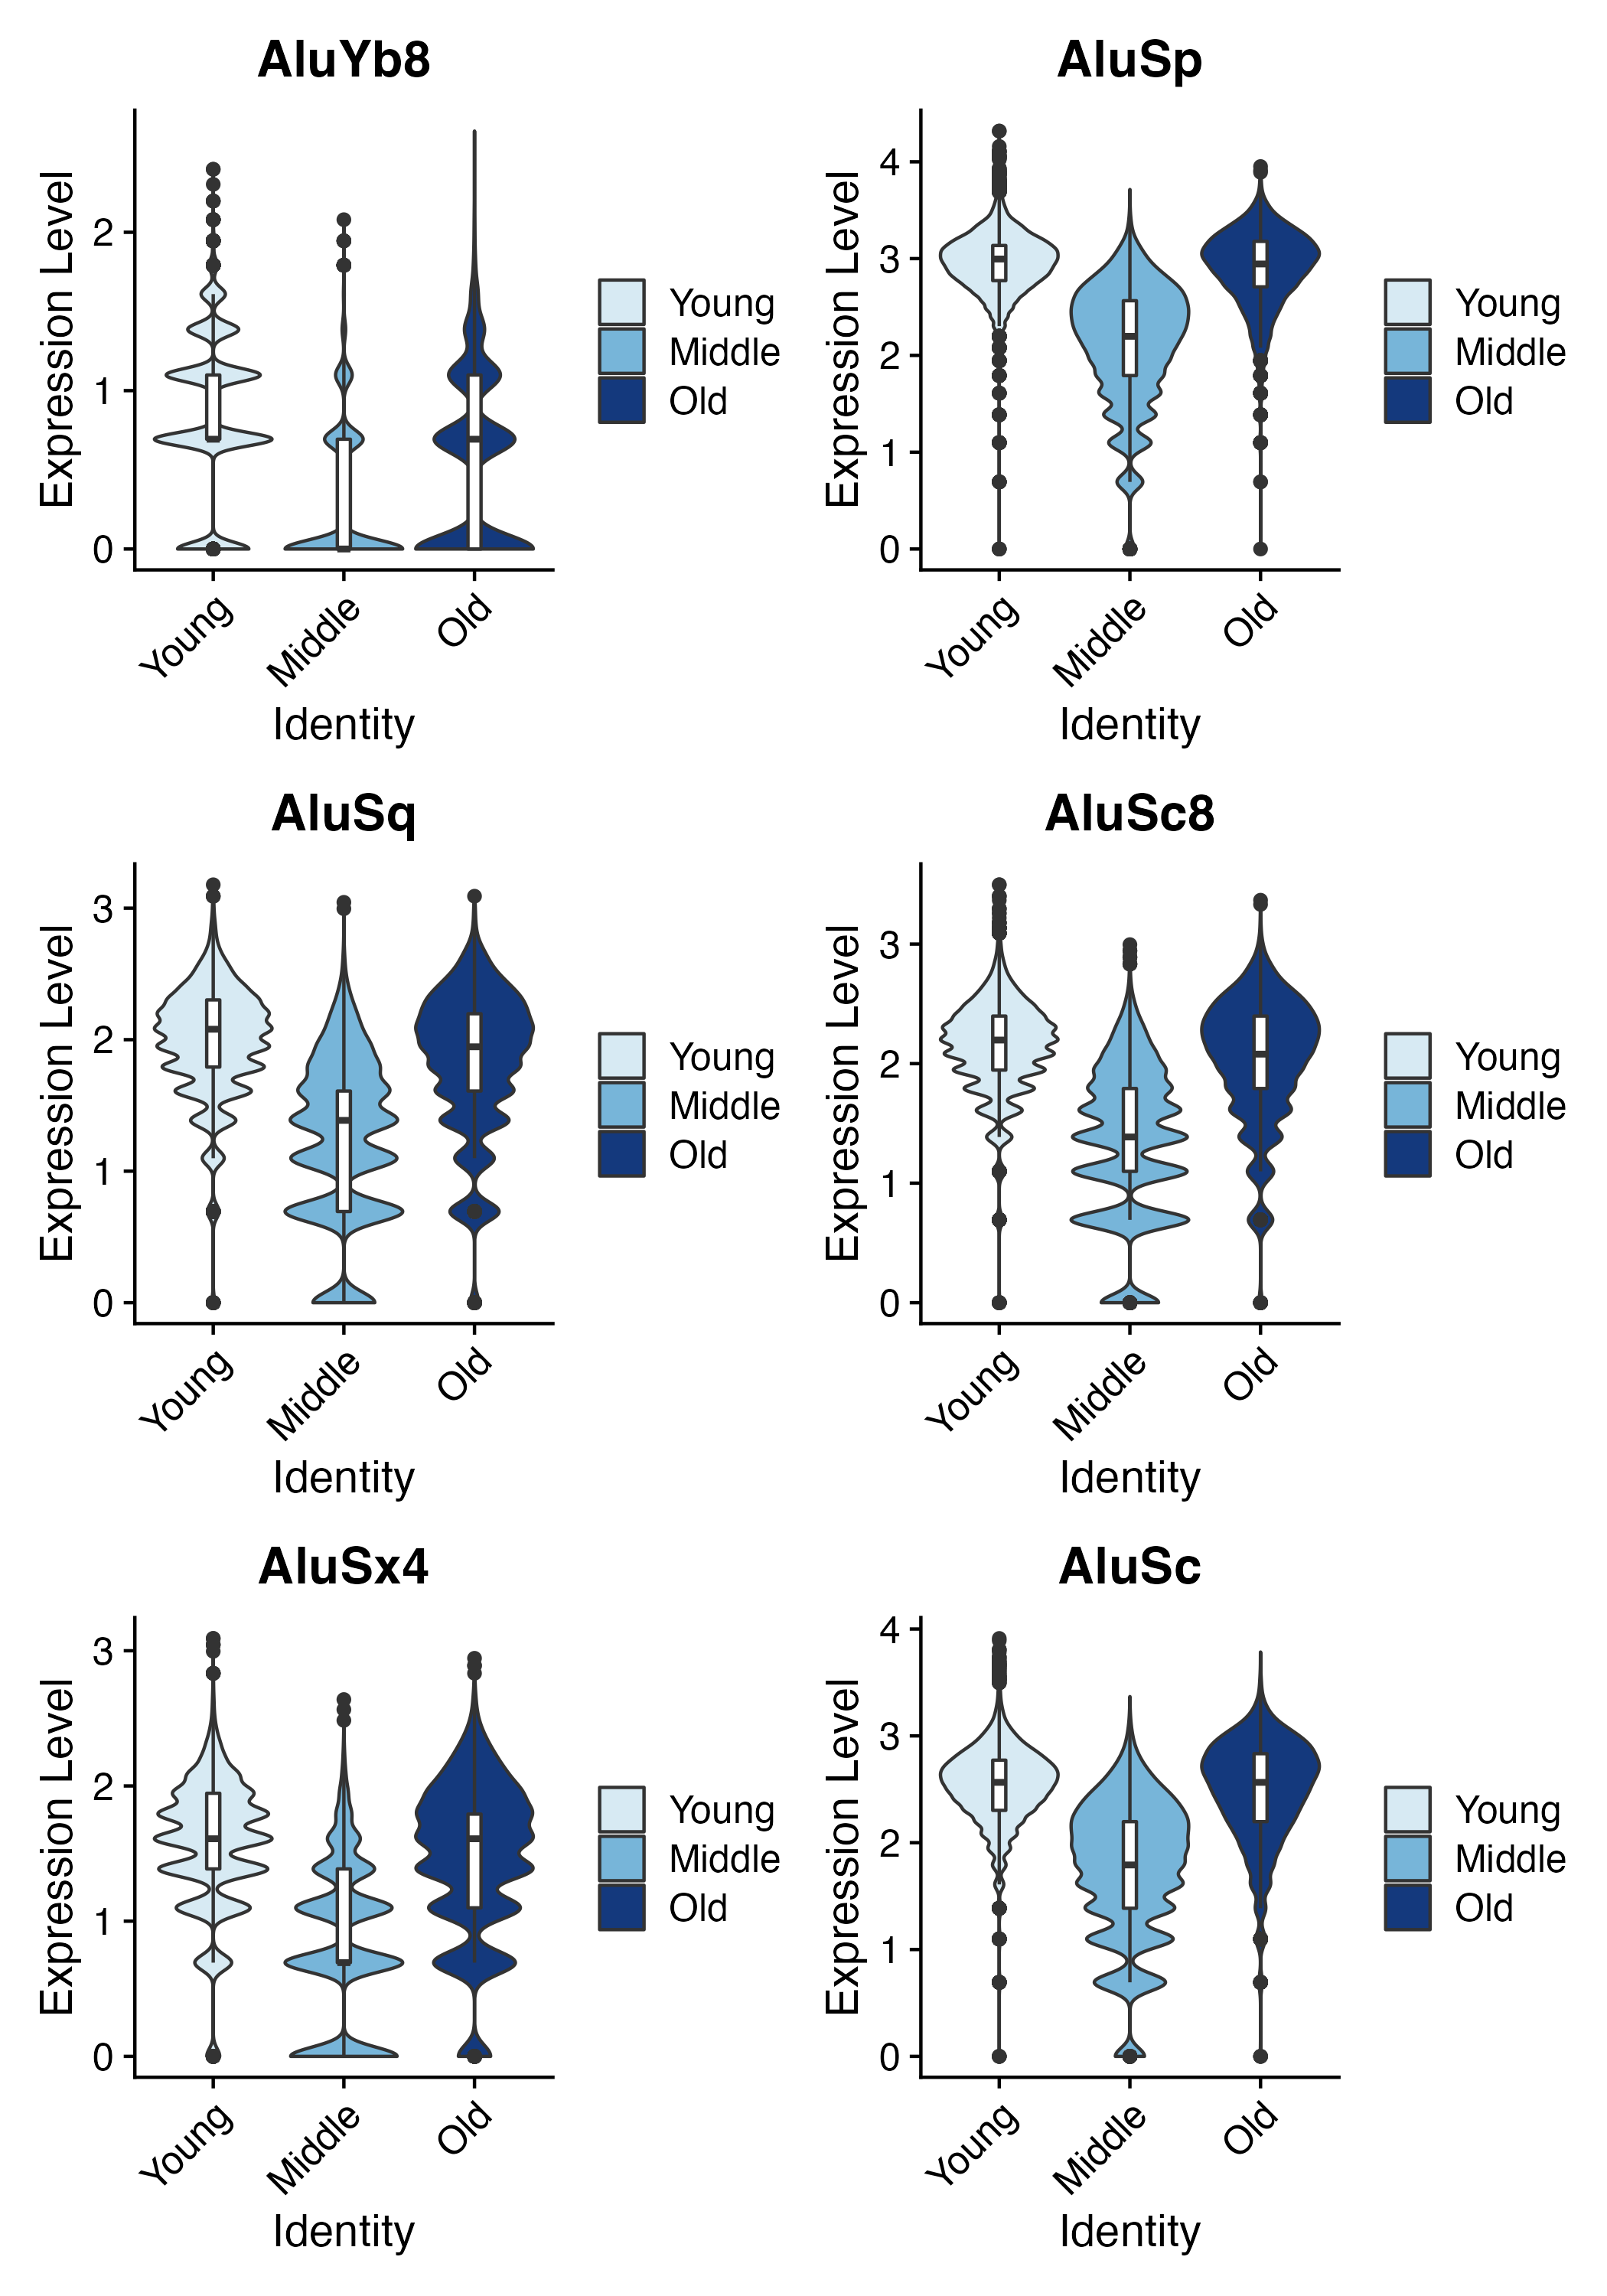 AluYb8
Expression Level
2
1
0
Young
Middle
Old
Identity
Young
Middle
Old
AluSp
Expression Level
4
3
2
1
0
Young
Middle
Old
Identity
Young
Middle
Old
AluSq
Expression Level
3
2
1
0
Young
Middle
Old
Identity
Young
Middle
Old
AluSc8
Expression Level
3
2
1
0
Young
Middle
Old
Identity
Young
Middle
Old
AluSx4
Expression Level
3
2
1
0
Young
Middle
Old
Identity
Young
Middle
Old
AluSc
Expression Level
4
3
2
1
0
Young
Middle
Old
Identity
Young
Middle
Old